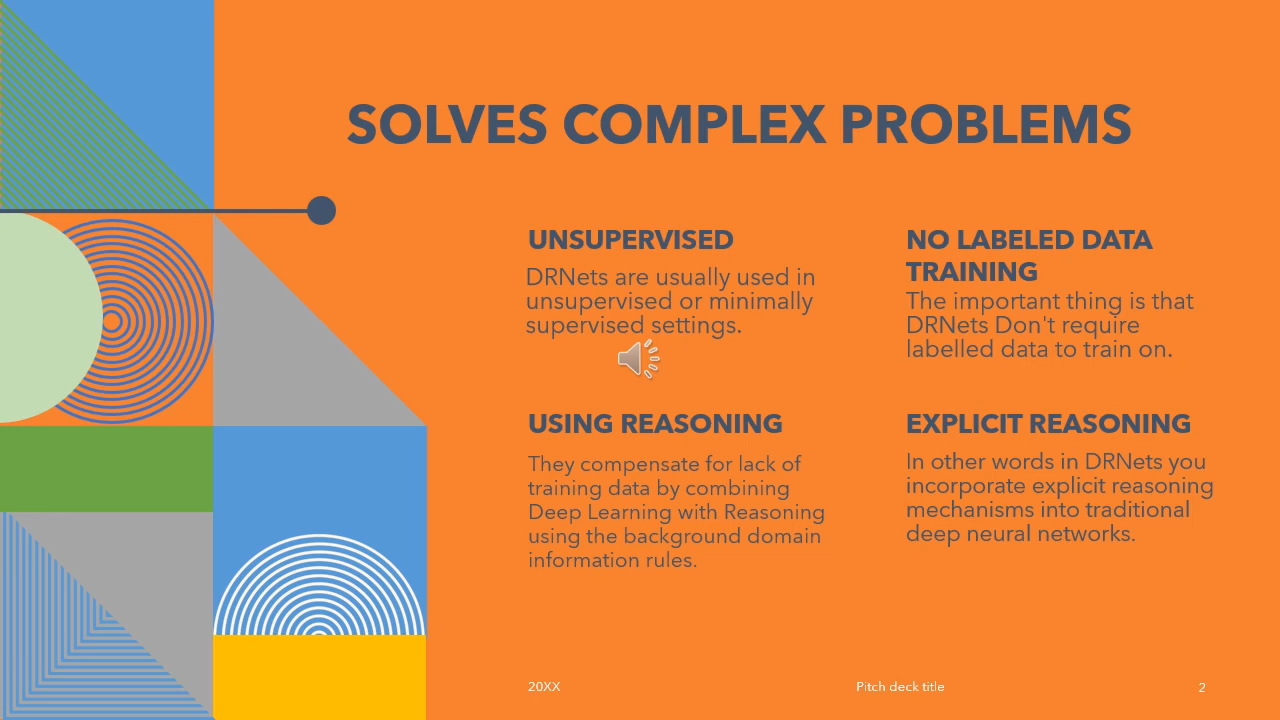 SOLVES COMPLEX PROBLEMS
UNSUPERVISED
DRNets are usually used in
unsupervised or minimally
supervised settings.
NO LABELED DATA
TRAINING
The important thing is that
DRNets Don't require
labelled data to train on.
USING REASONING
They compensate for lack of
training data by combining
Deep Learning with Reasoning
using the background domain
information rules.
EXPLICIT REASONING
In other words in DRNets you
incorporate explicit reasoning
mechanisms into traditional
deep neural networks.
20XX
Pitch deck title
2